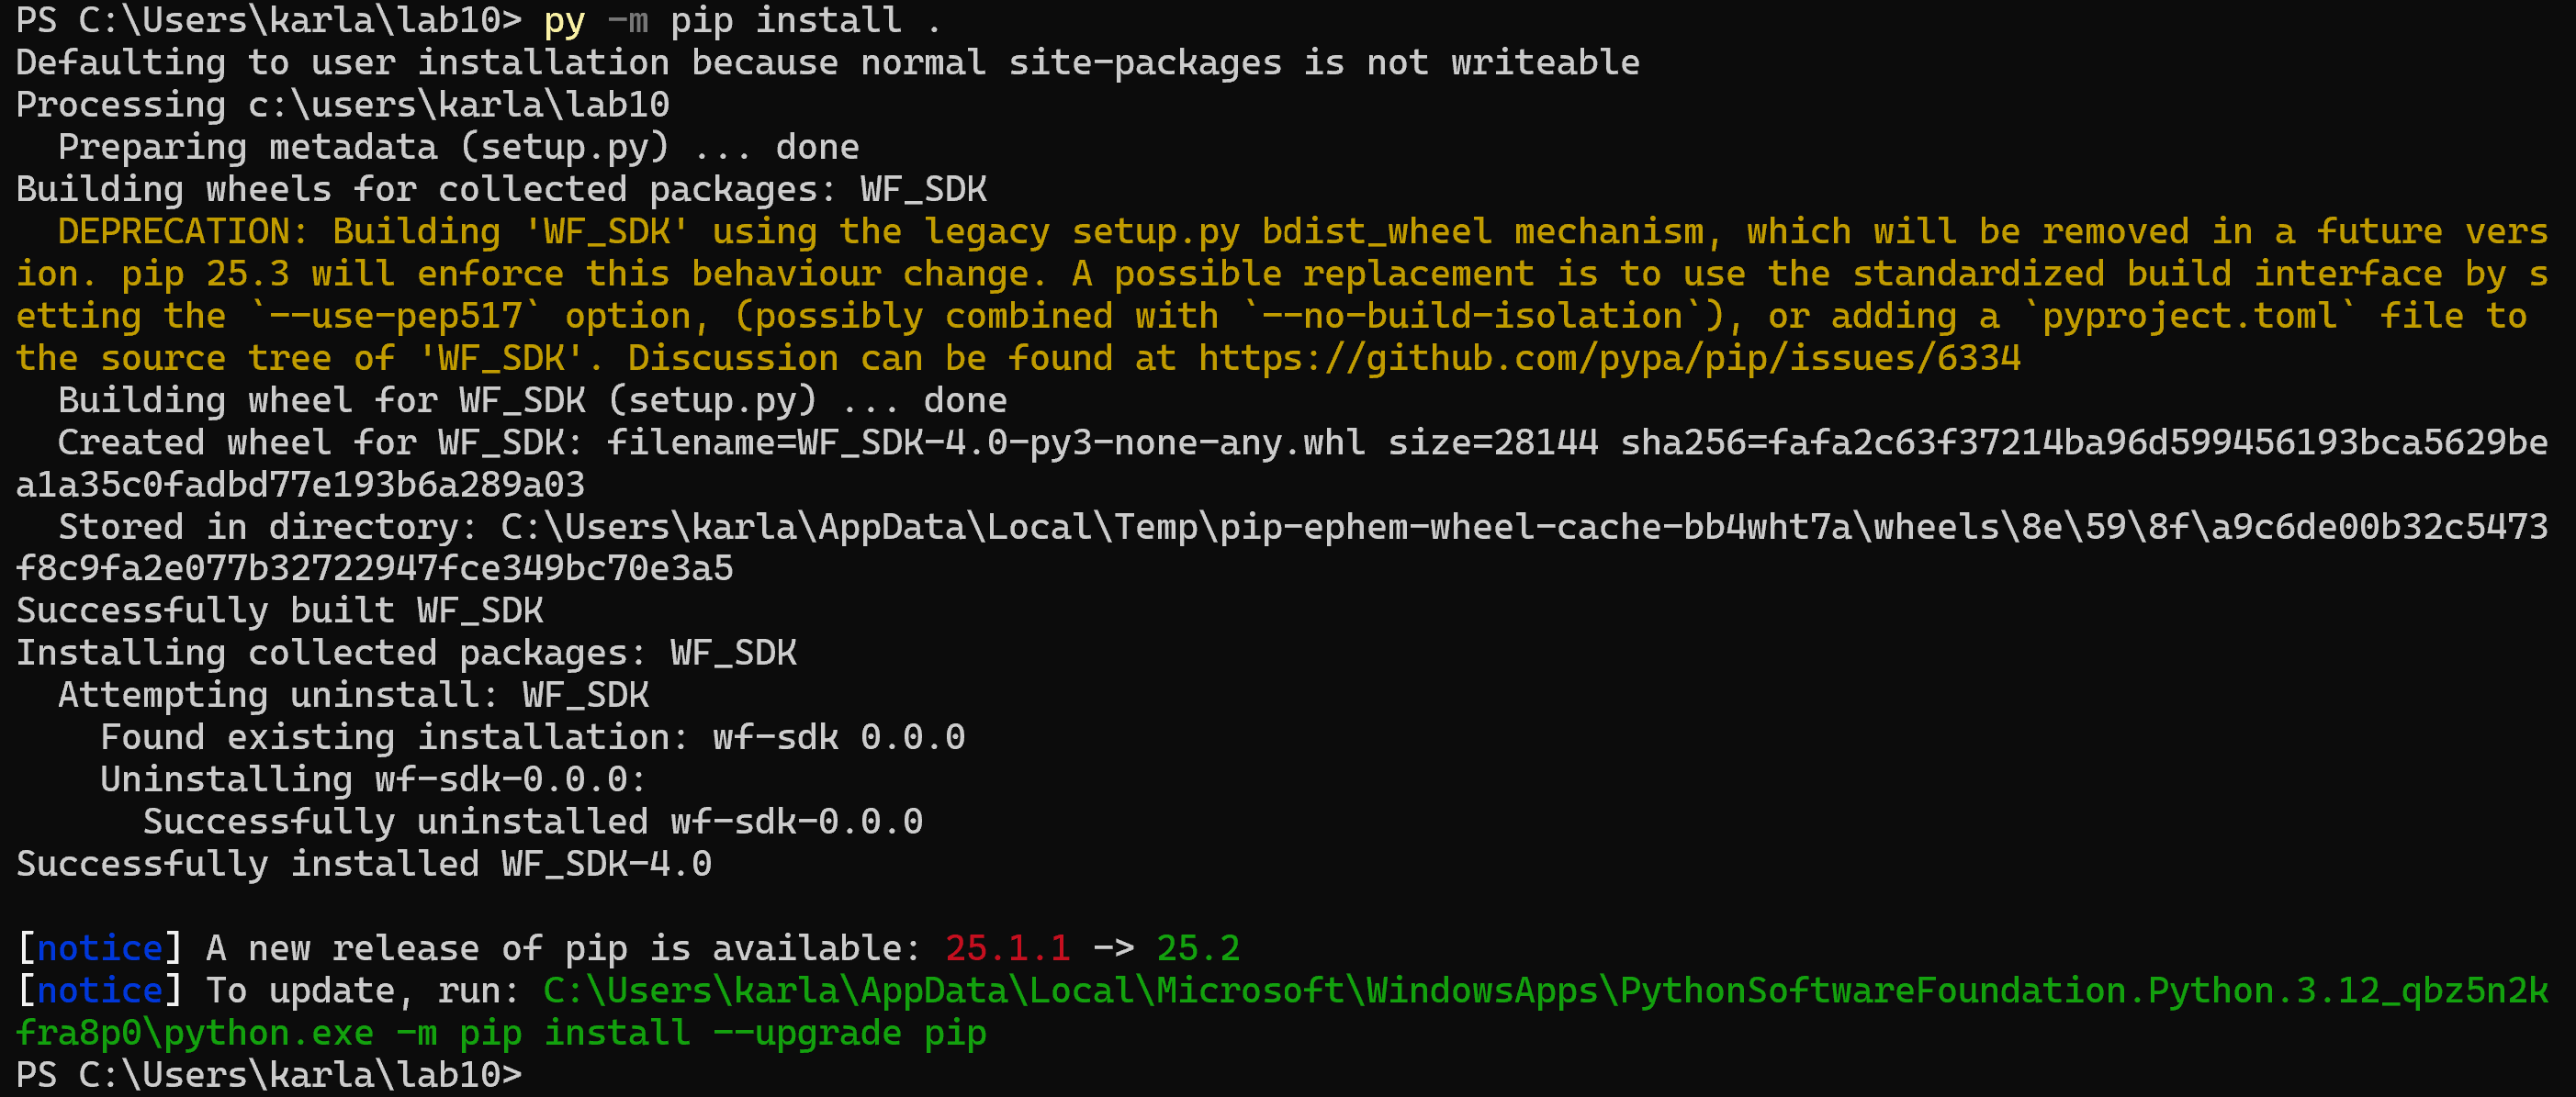 PS C:\Users\karla\lab10> py -m pip install .
Defaulting to user installation because normal site-packages is not writeable
Processing c:\users\karla\lab10
  Preparing metadata (setup.py) ... done
Building wheels for collected packages: WF_SDK
  DEPRECATION: Building 'WF_SDK' using the legacy setup.py bdist_wheel mechanism, which will be removed in a future vers
ion. pip 25.3 will enforce this behaviour change. A possible replacement is to use the standardized build interface by s
etting the `--use-pep517` option, (possibly combined with `--no-build-isolation`), or adding a `pyproject.toml` file to
the source tree of 'WF_SDK'. Discussion can be found at https://github.com/pypa/pip/issues/6334
  Building wheel for WF_SDK (setup.py) ... done
  Created wheel for WF_SDK: filename=WF_SDK-4.0-py3-none-any.whl size=28144 sha256=fafa2c63f37214ba96d599456193bca5629be
a1a35c0fadbd77e193b6a289a03
  Stored in directory: C:\Users\karla\AppData\Local\Temp\pip-ephem-wheel-cache-bb4wht7a\wheels\8e\59\8f\a9c6de00b32c5473
f8c9fa2e077b32722947fce349bc70e3a5
Successfully built WF_SDK
Installing collected packages: WF_SDK
  Attempting uninstall: WF_SDK
    Found existing installation: wf-sdk 0.0.0
    Uninstalling wf-sdk-0.0.0:
      Successfully uninstalled wf-sdk-0.0.0
Successfully installed WF_SDK-4.0
[notice] A new release of pip is available: 25.1.1 -> 25.2
[notice] To update, run: C:\Users\karla\AppData\Local\Microsoft\WindowsApps\PythonSoftwareFoundation.Python.3.12_qbz5n2k
fra8p0\python.exe -m pip install --upgrade pip
PS C:\Users\karla\lab10>